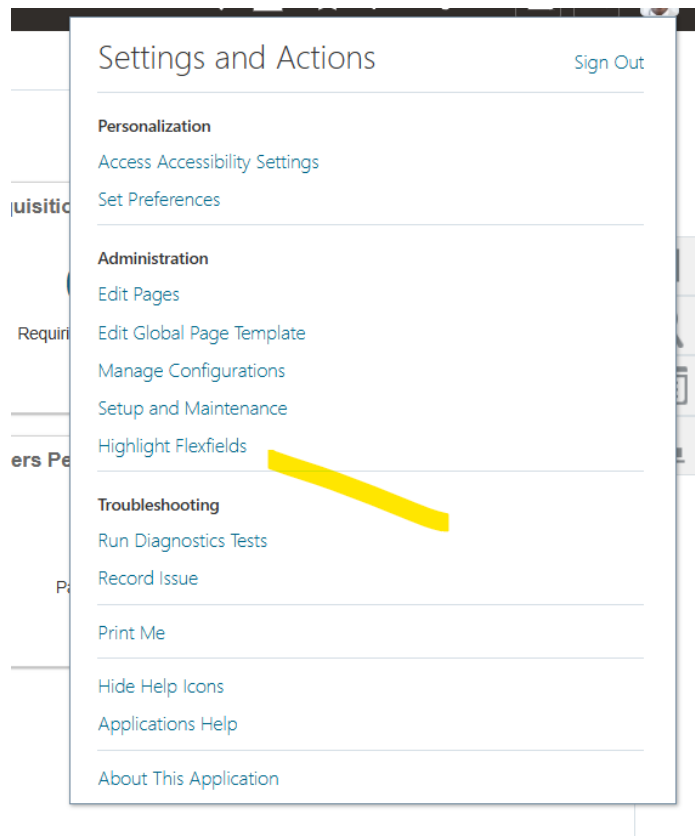 Settings and Actions
Sign Out
Personalization
Access Accessibility Settings
Set Preferences
Administration
Edit Pages
Edit Global Page Template
Manage Configurations
Setup and Maintenance
Highlight Flexfields
Troubleshooting
Run Diagnostics Tests
Record Issue
Print Me
Hide Help Icons
Applications Help
About This Application